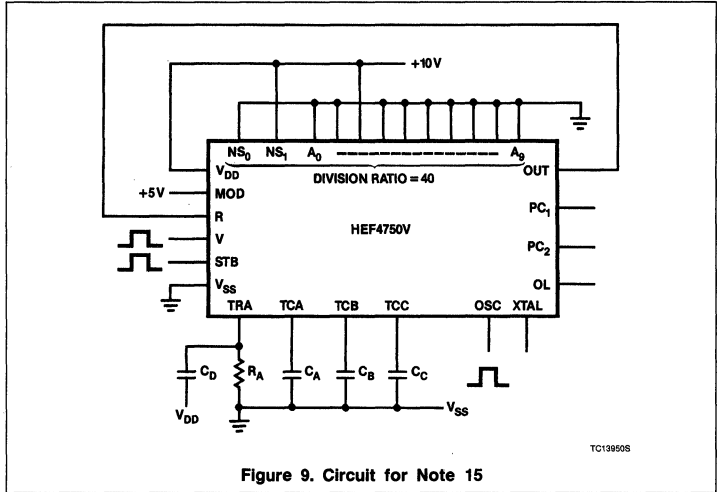 +10V
NS0 NS1 A0 A9
VDD OUT
DIVISION RATIO = 40
+5V MOD
PC1
R
HEF4750V
V
PC2
STB
OL
VSS
TRA TCA TCB TCC OSC XTAL
CD RA CA CB CC
VDD
VSS
TC13950S
Figure 9. Circuit for Note 15